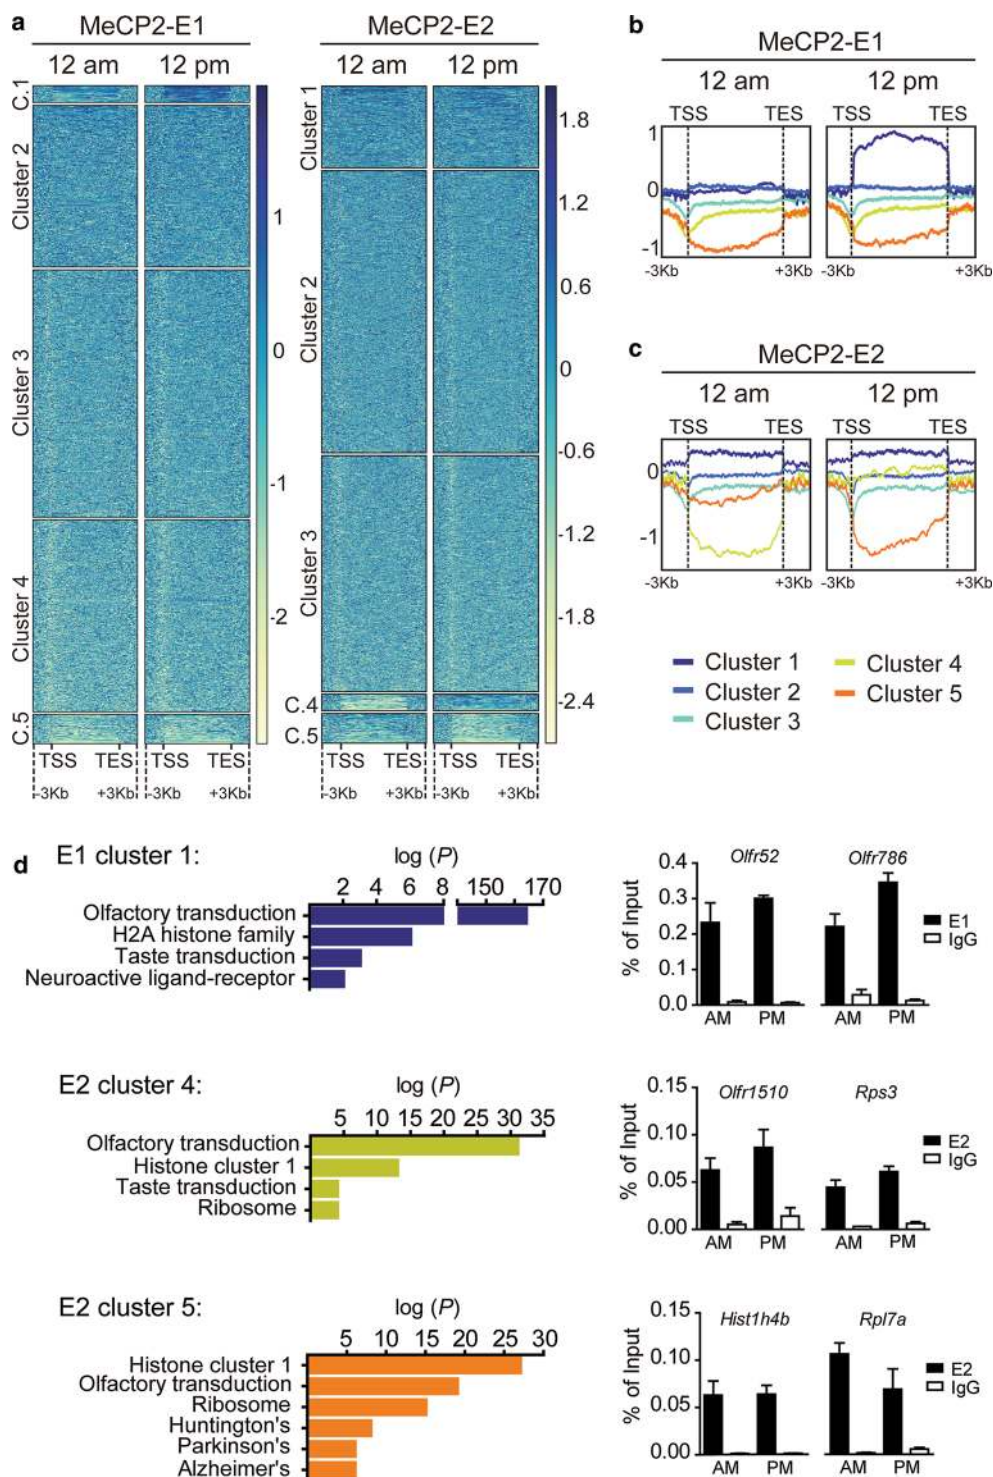 a
MeCP2-E1
12 am 12 pm
C.1
Cluster 2
Cluster 3
Cluster 4
C.5
1
0
-1
-2
TSS TES TSS TES
-3Kb +3Kb -3Kb +3Kb
MeCP2-E2
12 am 12 pm
Cluster 1
Cluster 2
Cluster 3
C.4
C.5
1.8
1.2
0.6
0
-0.6
-1.2
-1.8
-2.4
TSS TES TSS TES
-3Kb +3Kb -3Kb +3Kb
b
MeCP2-E1
12 am 12 pm
TSS TES TSS TES
1
0
-1
-3Kb +3Kb -3Kb +3Kb
c
MeCP2-E2
12 am 12 pm
TSS TES TSS TES
0
-1
-3Kb +3Kb -3Kb +3Kb
Cluster 1
Cluster 2
Cluster 3
Cluster 4
Cluster 5
d
E1 cluster 1: log (P)
2 4 6 8 150 170
Olfactory transduction
H2A histone family
Taste transduction
Neuroactive ligand-receptor
Olfr52 Olfr786
% of Input
0.4
0.3
0.2
0.1
0.0
AM PM AM PM
E1
IgG
E2 cluster 4: log (P)
5 10 15 20 25 30 35
Olfactory transduction
Histone cluster 1
Taste transduction
Ribosome
Olfr1510 Rps3
% of Input
0.15
0.10
0.05
0.00
AM PM AM PM
E2
IgG
E2 cluster 5: log (P)
5 10 15 20 25 30
Histone cluster 1
Olfactory transduction
Ribosome
Huntington's
Parkinson's
Alzheimer's
Hist1h4b Rpl7a
% of Input
0.15
0.10
0.05
0.00
AM PM AM PM
E2
IgG